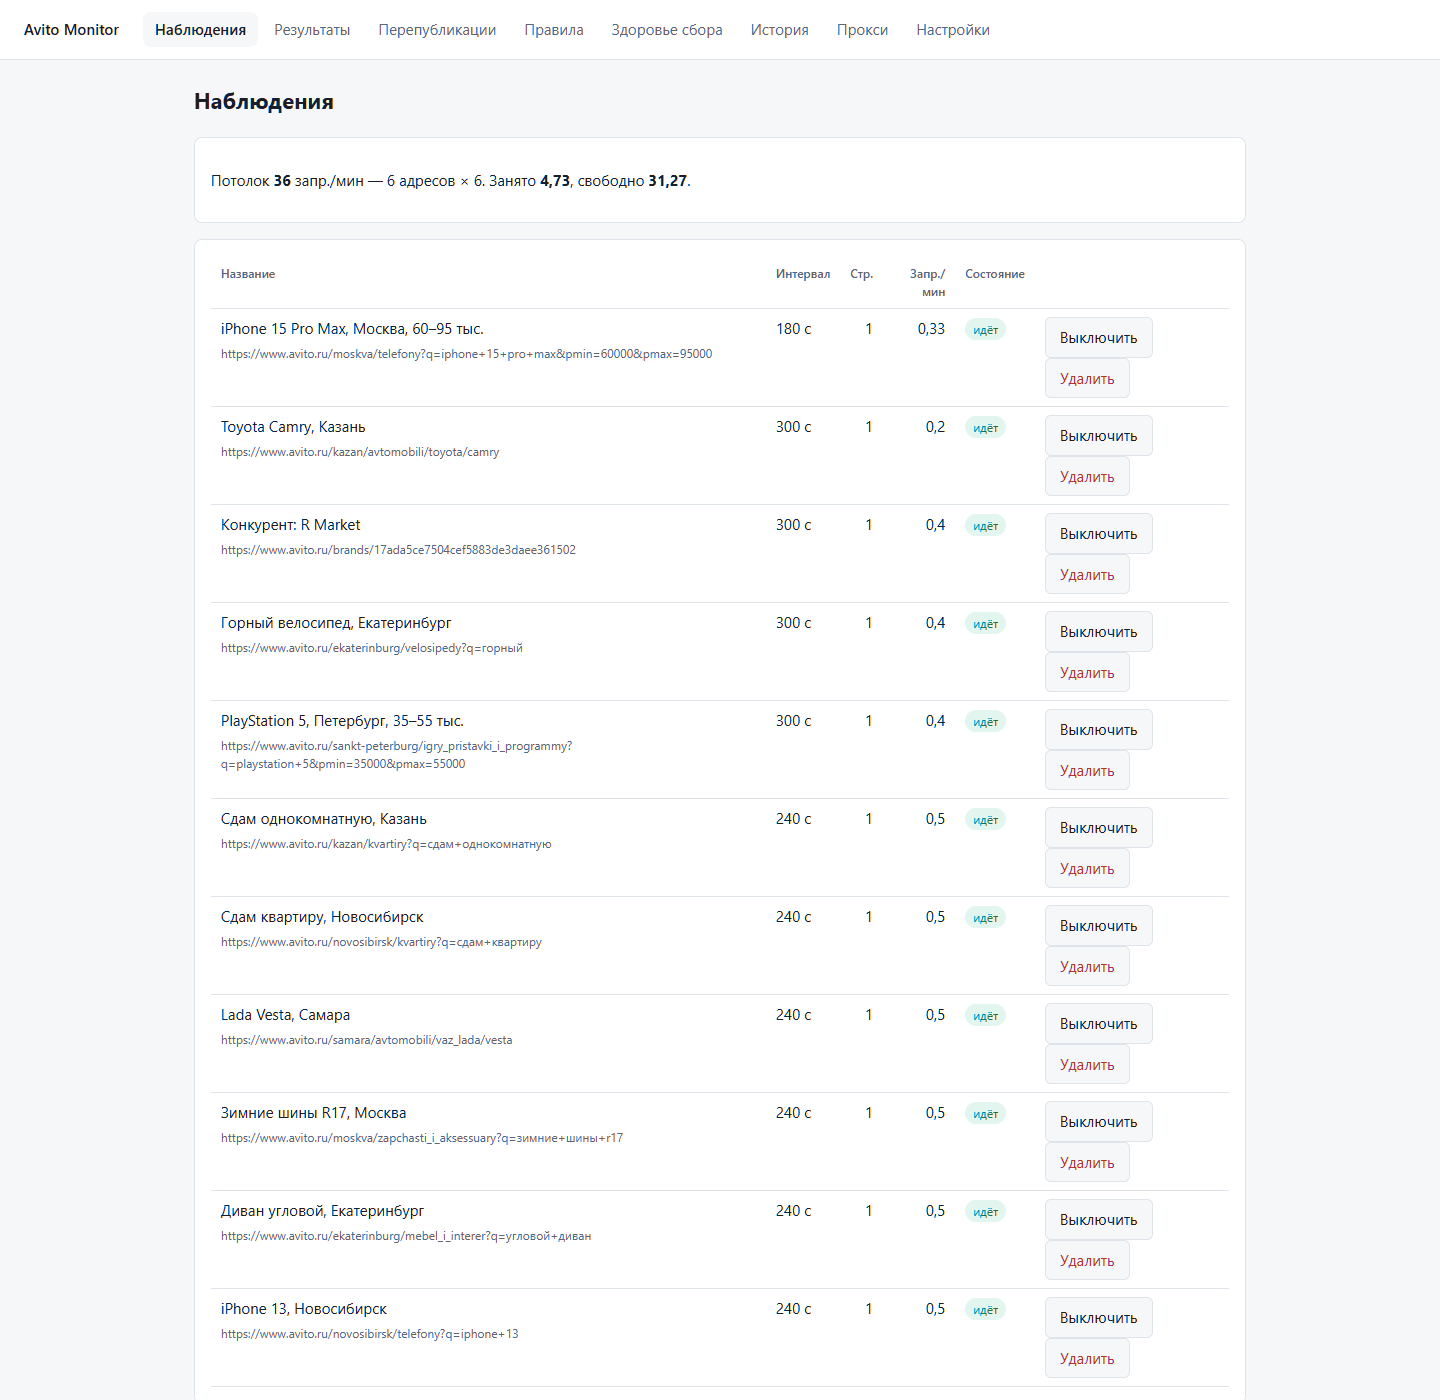 Avito Monitor Наблюдения Результаты Перепубликации Правила Здоровье сбора История Прокси Настройки
Наблюдения
Потолок 36 запр./мин — 6 адресов × 6. Занято 4,73, свободно 31,27.
Название Интервал Стр. Запр./мин Состояние
iPhone 15 Pro Max, Москва, 60–95 тыс. 180 с 1 0,33 идёт Выключить
https://www.avito.ru/moskva/telefony?q=iphone+15+pro+max&pmin=60000&pmax=95000
Удалить
Toyota Camry, Казань 300 с 1 0,2 идёт Выключить
https://www.avito.ru/kazan/avtomobili/toyota/camry
Удалить
Конкурент: R Market 300 с 1 0,4 идёт Выключить
https://www.avito.ru/brands/17ada5ce7504cef5883de3daee361502
Удалить
Горный велосипед, Екатеринбург 300 с 1 0,4 идёт Выключить
https://www.avito.ru/ekaterinburg/velosipedy?q=горный
Удалить
PlayStation 5, Петербург, 35–55 тыс. 300 с 1 0,4 идёт Выключить
https://www.avito.ru/sankt-peterburg/igry_pristavki_i_programmy?
q=playstation+5&pmin=35000&pmax=55000
Удалить
Сдам однокомнатную, Казань 240 с 1 0,5 идёт Выключить
https://www.avito.ru/kazan/kvartiry?q=сдам+однокомнатную
Удалить
Сдам квартиру, Новосибирск 240 с 1 0,5 идёт Выключить
https://www.avito.ru/novosibirsk/kvartiry?q=сдам+квартиру
Удалить
Lada Vesta, Самара 240 с 1 0,5 идёт Выключить
https://www.avito.ru/samara/avtomobili/vaz_lada/vesta
Удалить
Зимние шины R17, Москва 240 с 1 0,5 идёт Выключить
https://www.avito.ru/moskva/zapchasti_i_aksessuary?q=зимние+шины+r17
Удалить
Диван угловой, Екатеринбург 240 с 1 0,5 идёт Выключить
https://www.avito.ru/ekaterinburg/mebel_i_interer?q=угловой+диван
Удалить
iPhone 13, Новосибирск 240 с 1 0,5 идёт Выключить
https://www.avito.ru/novosibirsk/telefony?q=iphone+13
Удалить